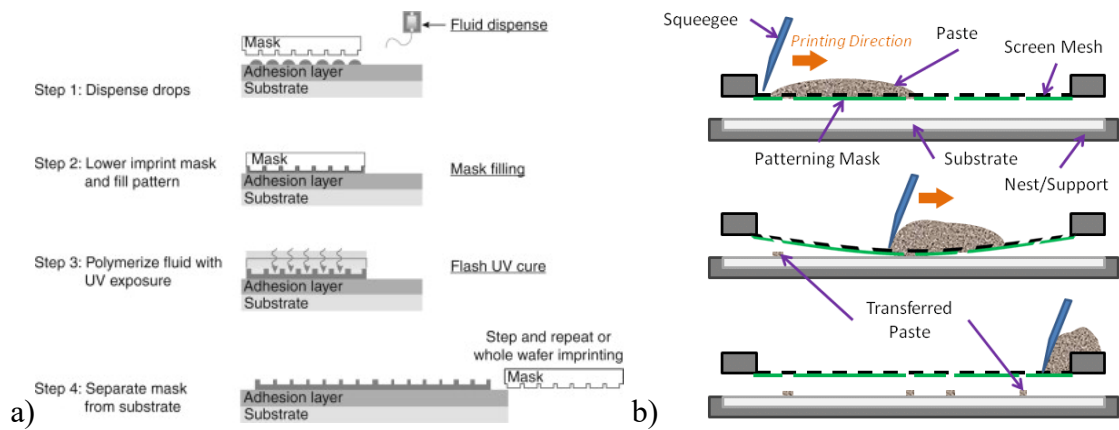 Fluid dispense
Mask
Adhesion layer
Substrate
Step 1: Dispense drops
Step 2: Lower imprint mask
and fill pattern
Mask
Adhesion layer
Substrate
Mask filling
Step 3: Polymerize fluid with
UV exposure
Adhesion layer
Substrate
Flash UV cure
Step and repeat or
whole wafer imprinting
Mask
Step 4: Separate mask
from substrate
Adhesion layer
Substrate
a)
Squeegee
Printing Direction
Paste
Screen Mesh
Patterning Mask
Substrate
Nest/Support
Transferred
Paste
b)